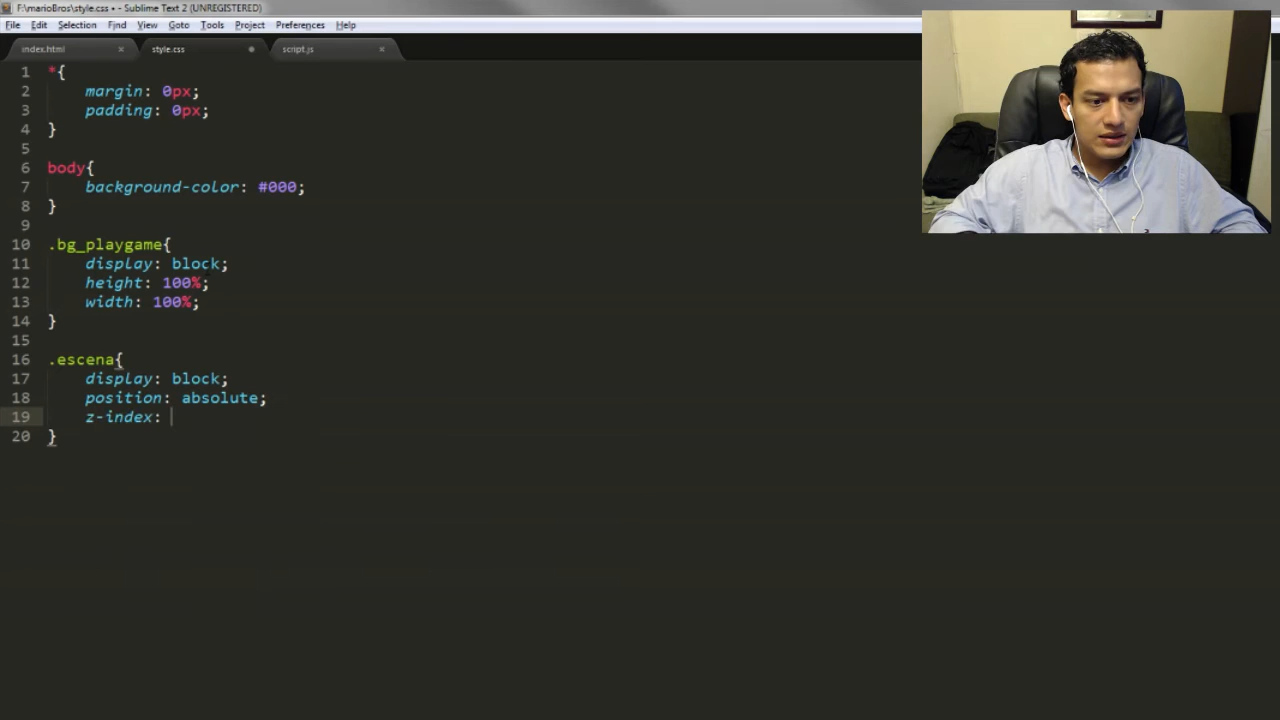 F:\marioBros\style.css • - Sublime Text 2 (UNREGISTERED)
File Edit Selection Find View Goto Tools Project Preferences Help
index.html style.css script.js
1 *{
2 margin: 0px;
3 padding: 0px;
4 }
5
6 body{
7 background-color: #000;
8 }
9
10 .bg_playgame{
11 display: block;
12 height: 100%;
13 width: 100%;
14 }
15
16 .escena{
17 display: block;
18 position: absolute;
19 z-index:
20 }